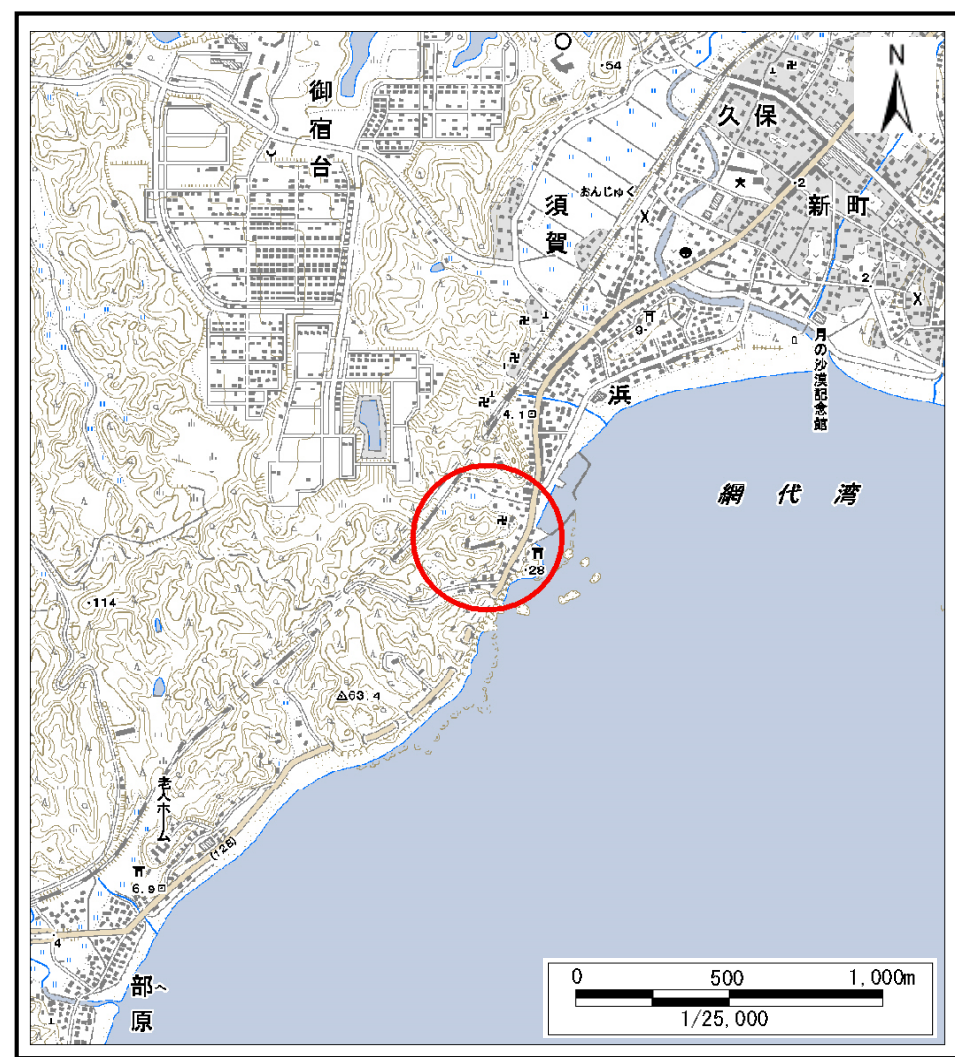 N
御宿台
・54
久保
須賀
おんじゅく
・2
新町
2
9・
月の沙漠記念館
浜
4.1
網代湾
・28
・114
63.4
老人ホーム
(128)
6.9
・4
部へ原
0 500 1,000m
1/25,000